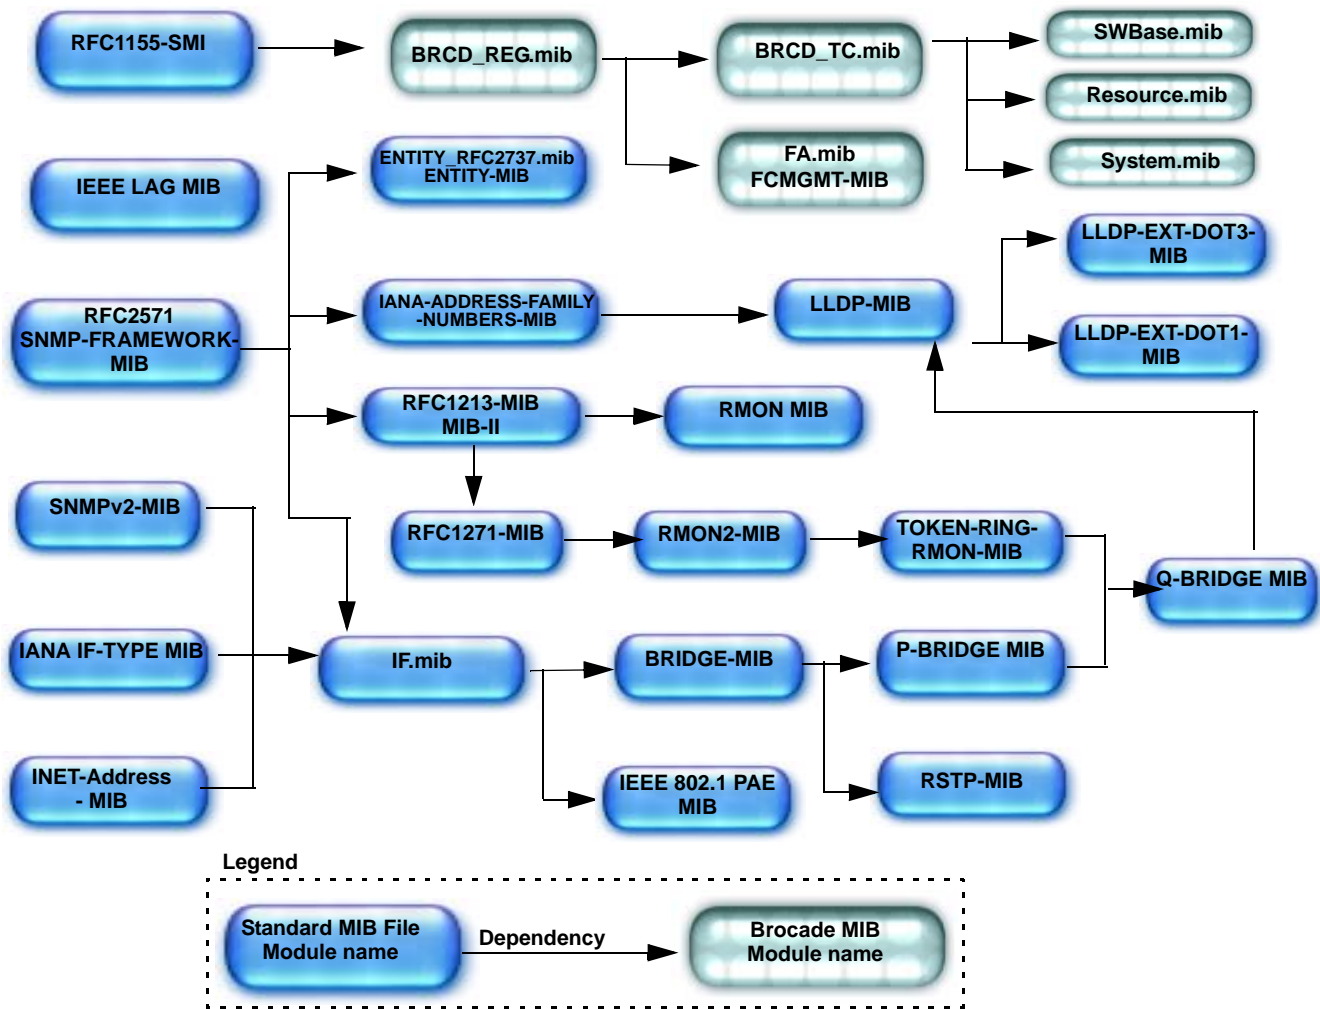 RFC1155-SMI
BRCD_REG.mib
BRCD_TC.mib
SWBase.mib
Resource.mib
System.mib
FA.mib
FCMGMT-MIB
IEEE LAG MIB
ENTITY_RFC2737.mib
ENTITY-MIB
RFC2571
SNMP-FRAMEWORK-
MIB
IANA-ADDRESS-FAMILY
-NUMBERS-MIB
LLDP-MIB
LLDP-EXT-DOT3-
MIB
LLDP-EXT-DOT1-
MIB
RFC1213-MIB
MIB-II
RMON MIB
SNMPv2-MIB
RFC1271-MIB
RMON2-MIB
TOKEN-RING-
RMON-MIB
Q-BRIDGE MIB
IANA IF-TYPE MIB
IF.mib
BRIDGE-MIB
P-BRIDGE MIB
INET-Address
- MIB
IEEE 802.1 PAE
MIB
RSTP-MIB
Legend
Standard MIB File
Module name
Dependency
Brocade MIB
Module name